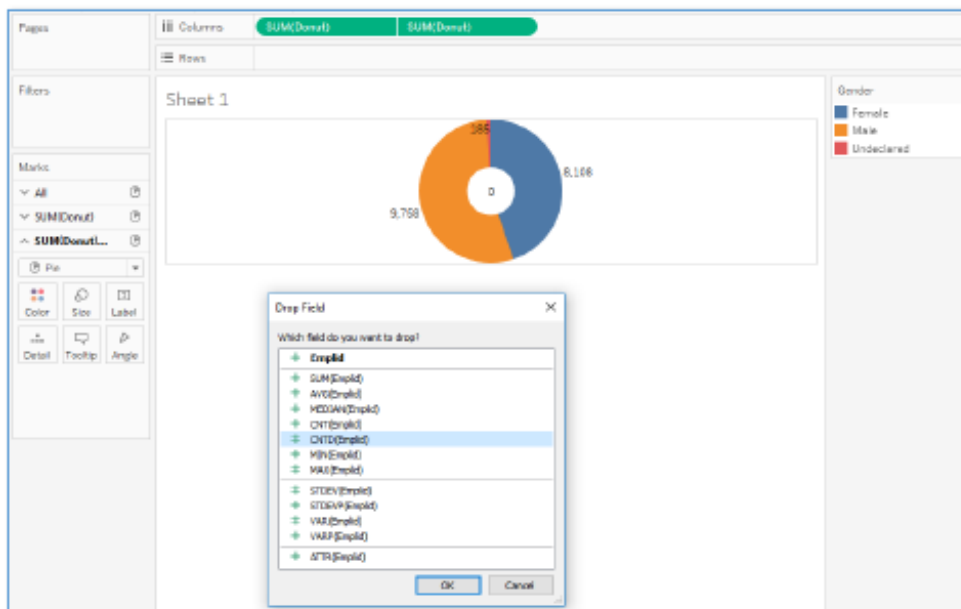 Pages
Columns SUM(Donut) SUM(Donut)
Rows
Filters
Sheet 1
Gender
Female
Male
Undeclared
186
8,108
0
9,758
Marks
All
SUM(Donut)
SUM(Donut)...
Pie
Color Size Label
Detail Tooltip Angle
Drop Field
Which field do you want to drop?
Emplid
SUM(Emplid)
AVG(Emplid)
MEDIAN(Emplid)
CNT(Emplid)
CNTD(Emplid)
MIN(Emplid)
MAX(Emplid)
STDEV(Emplid)
STDEVP(Emplid)
VAR(Emplid)
VARP(Emplid)
ATTR(Emplid)
OK Cancel